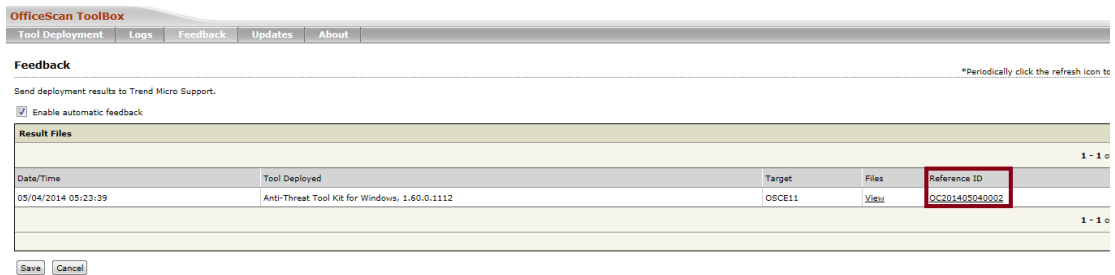 OfficeScan ToolBox
Tool Deployment Logs Feedback Updates About
Feedback
*Periodically click the refresh icon to
Send deployment results to Trend Micro Support.
Enable automatic feedback
Result Files
1 - 1 o
Date/Time Tool Deployed Target Files Reference ID
05/04/2014 05:23:39 Anti-Threat Tool Kit for Windows, 1.60.0.1112 OSCE11 View OC201405040002
1 - 1 o
Save Cancel